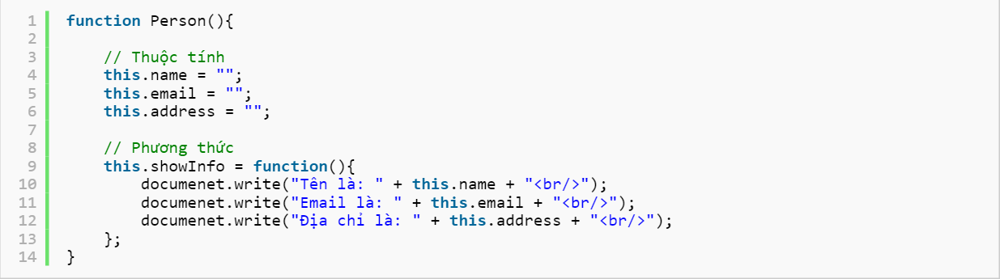 1 function Person(){
2
3 // Thuộc tính
4 this.name = "";
5 this.email = "";
6 this.address = "";
7
8 // Phương thức
9 this.showInfo = function(){
10 documenet.write("Tên là: " + this.name + "<br/>");
11 documenet.write("Email là: " + this.email + "<br/>");
12 documenet.write("Địa chỉ là: " + this.address + "<br/>");
13 };
14 }